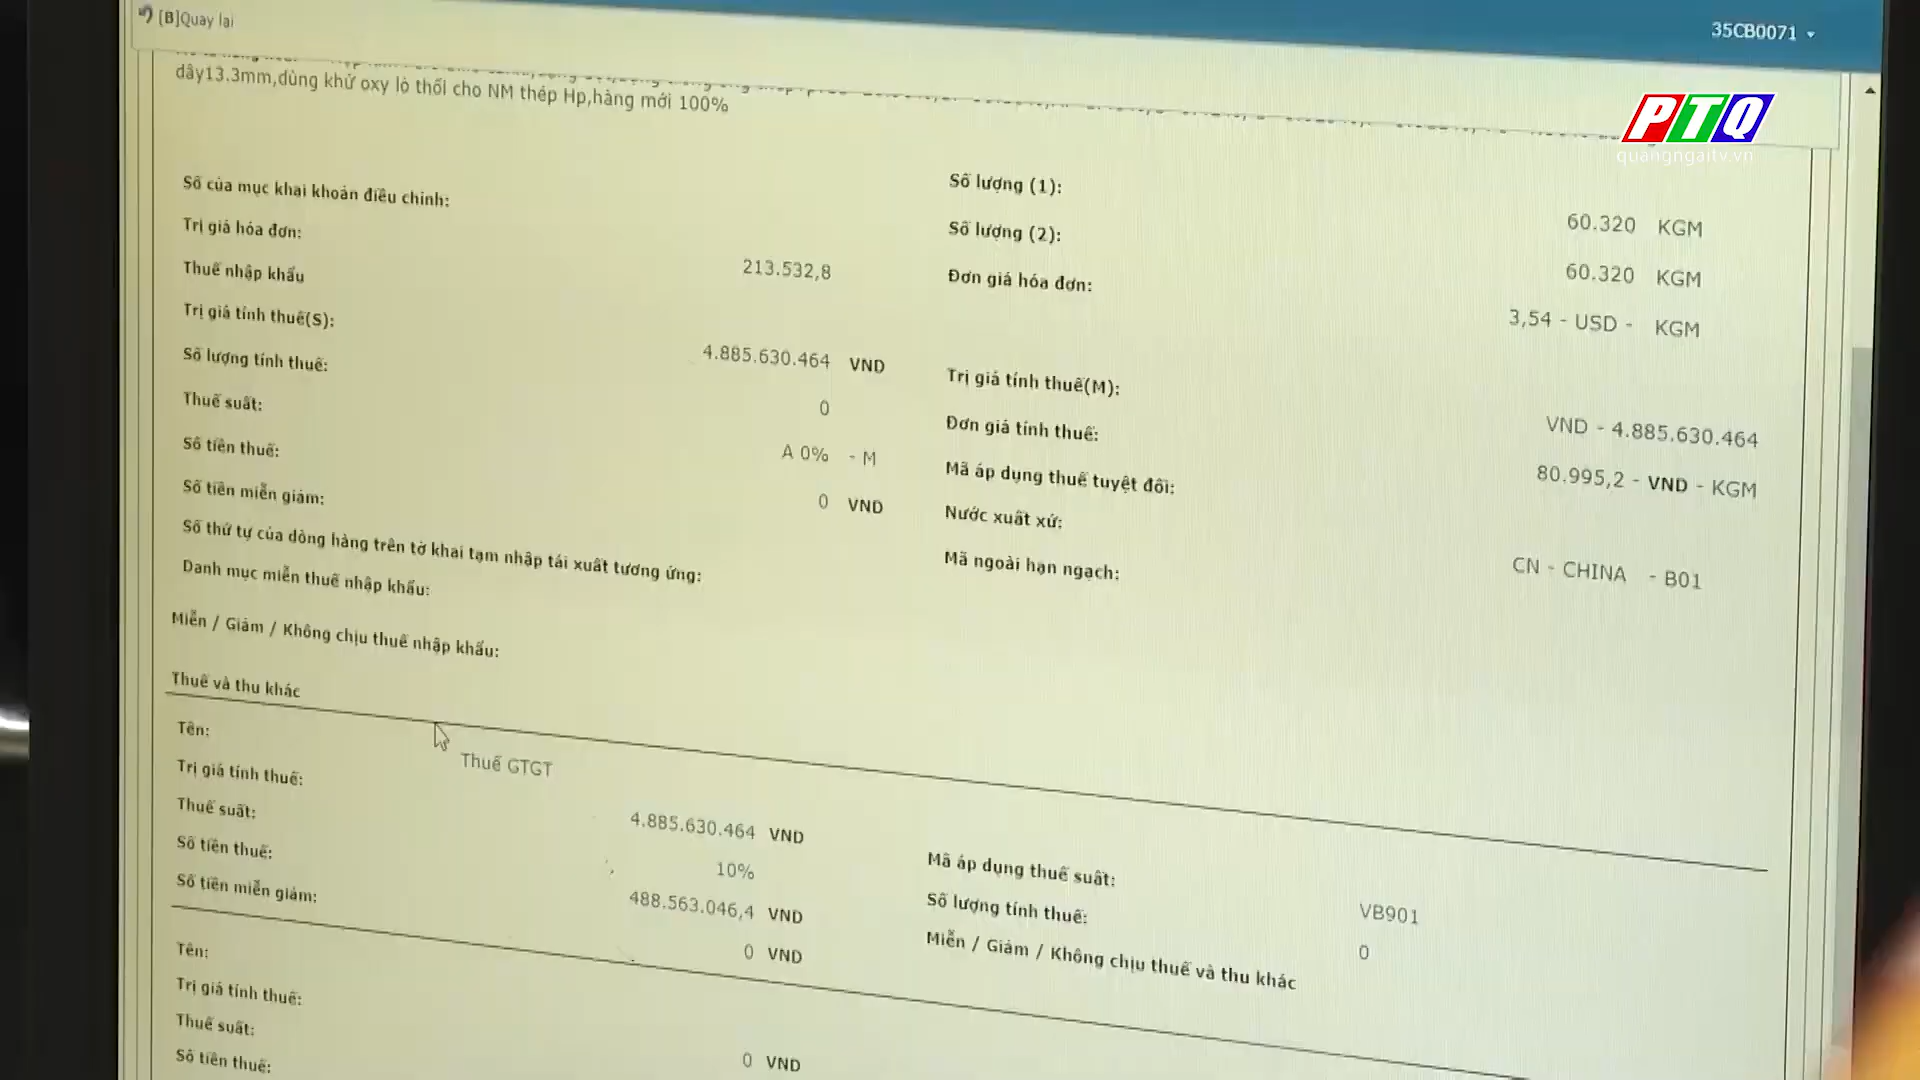 [B]Quay lại
35CB0071
dây13.3mm,dùng khử oxy lò thổi cho NM thép Hp,hàng mới 100%
PTQ
quangngaitv.vn
Số của mục khai khoản điều chỉnh:
Số lượng (1): 60.320 KGM
Trị giá hóa đơn: 213.532,8
Số lượng (2): 60.320 KGM
Thuế nhập khẩu
Đơn giá hóa đơn: 3,54 - USD - KGM
Trị giá tính thuế(S): 4.885.630.464 VND
Trị giá tính thuế(M): VND - 4.885.630.464
Số lượng tính thuế: 0
Đơn giá tính thuế: 80.995,2 - VND - KGM
Thuế suất: A 0% - M
Mã áp dụng thuế tuyệt đối:
Số tiền thuế: 0 VND
Nước xuất xứ: CN - CHINA - B01
Số tiền miễn giảm:
Mã ngoài hạn ngạch:
Số thứ tự của dòng hàng trên tờ khai tạm nhập tái xuất tương ứng:
Danh mục miễn thuế nhập khẩu:
Miễn / Giảm / Không chịu thuế nhập khẩu:
Thuế và thu khác
Tên: Thuế GTGT
Trị giá tính thuế: 4.885.630.464 VND
Mã áp dụng thuế suất: VB901
Thuế suất: 10%
Số lượng tính thuế: 0
Số tiền thuế: 488.563.046,4 VND
Miễn / Giảm / Không chịu thuế và thu khác
Số tiền miễn giảm: 0 VND
Tên:
Trị giá tính thuế:
Thuế suất:
Số tiền thuế:
0 VND